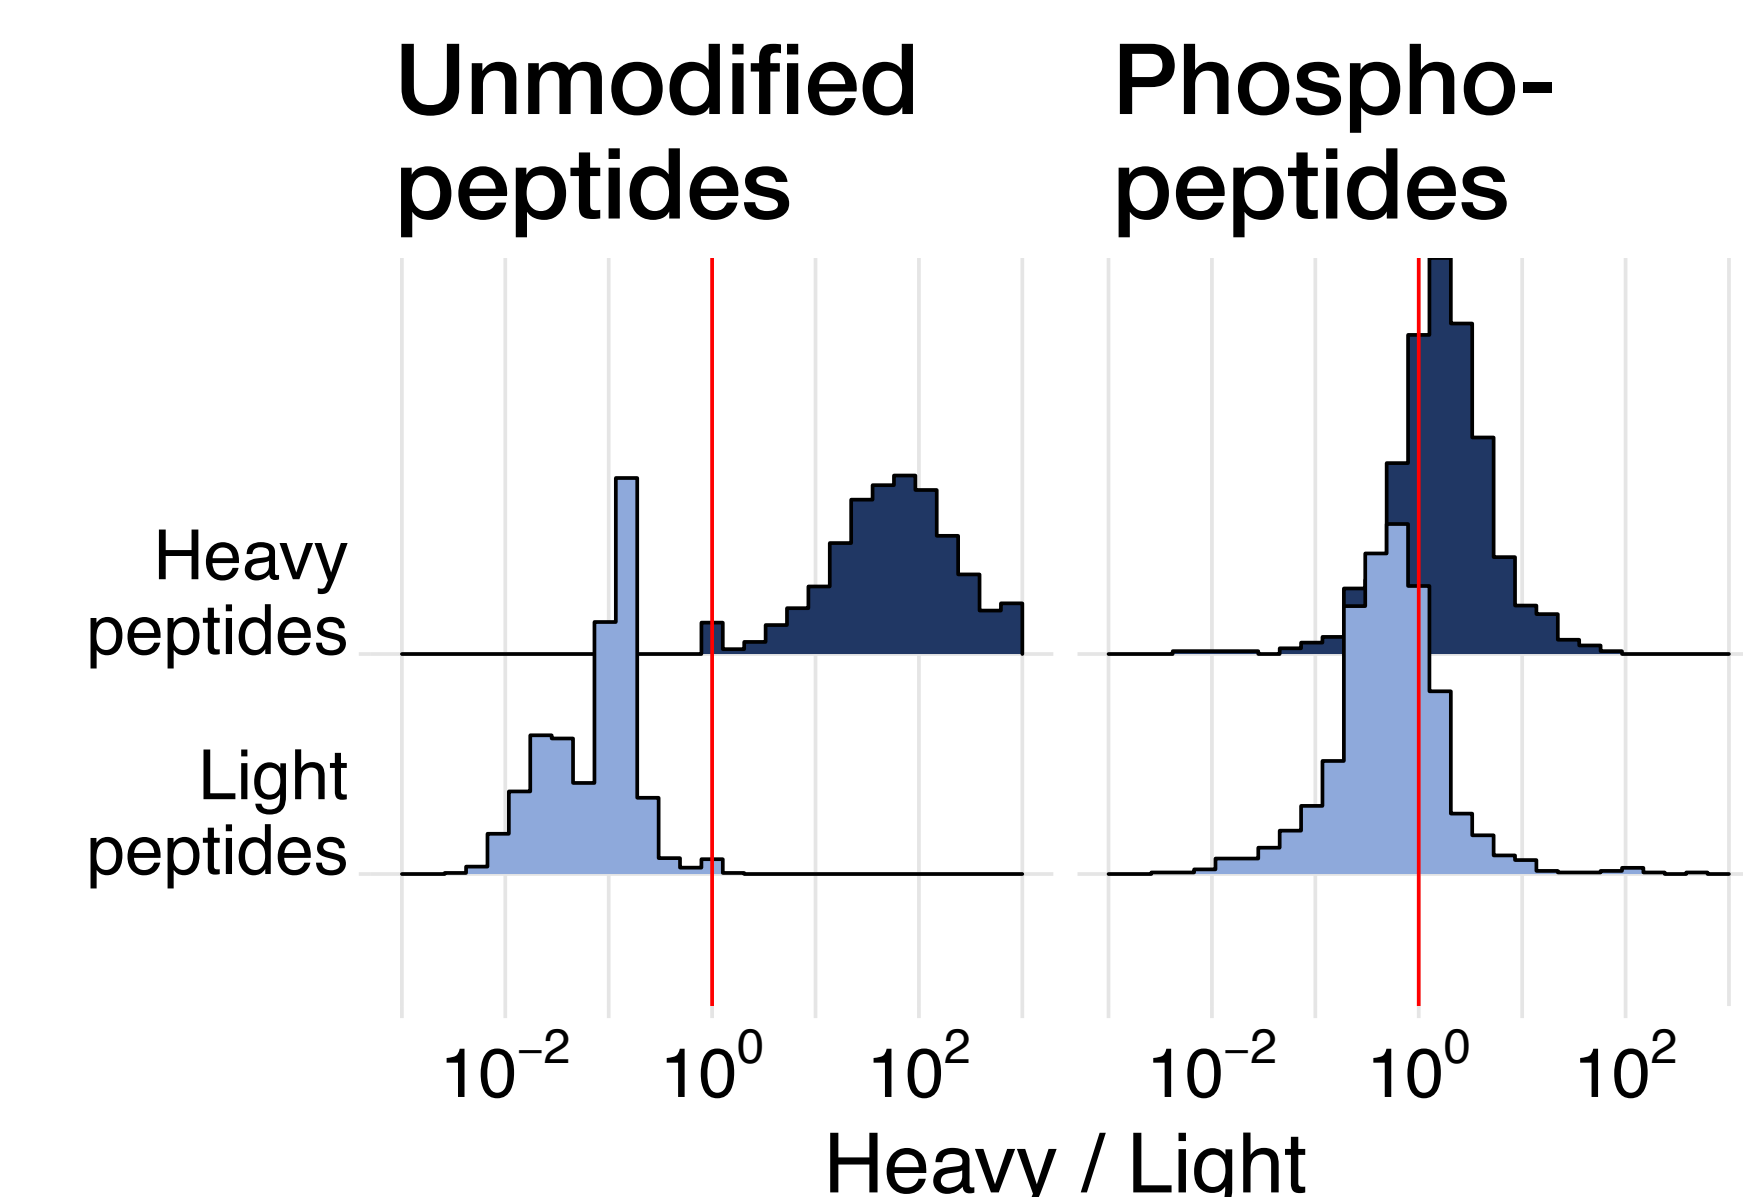 Unmodified
peptides
Phospho-
peptides
Heavy
peptides
Light
peptides
10⁻² 10⁰ 10²
10⁻² 10⁰ 10²
Heavy / Light